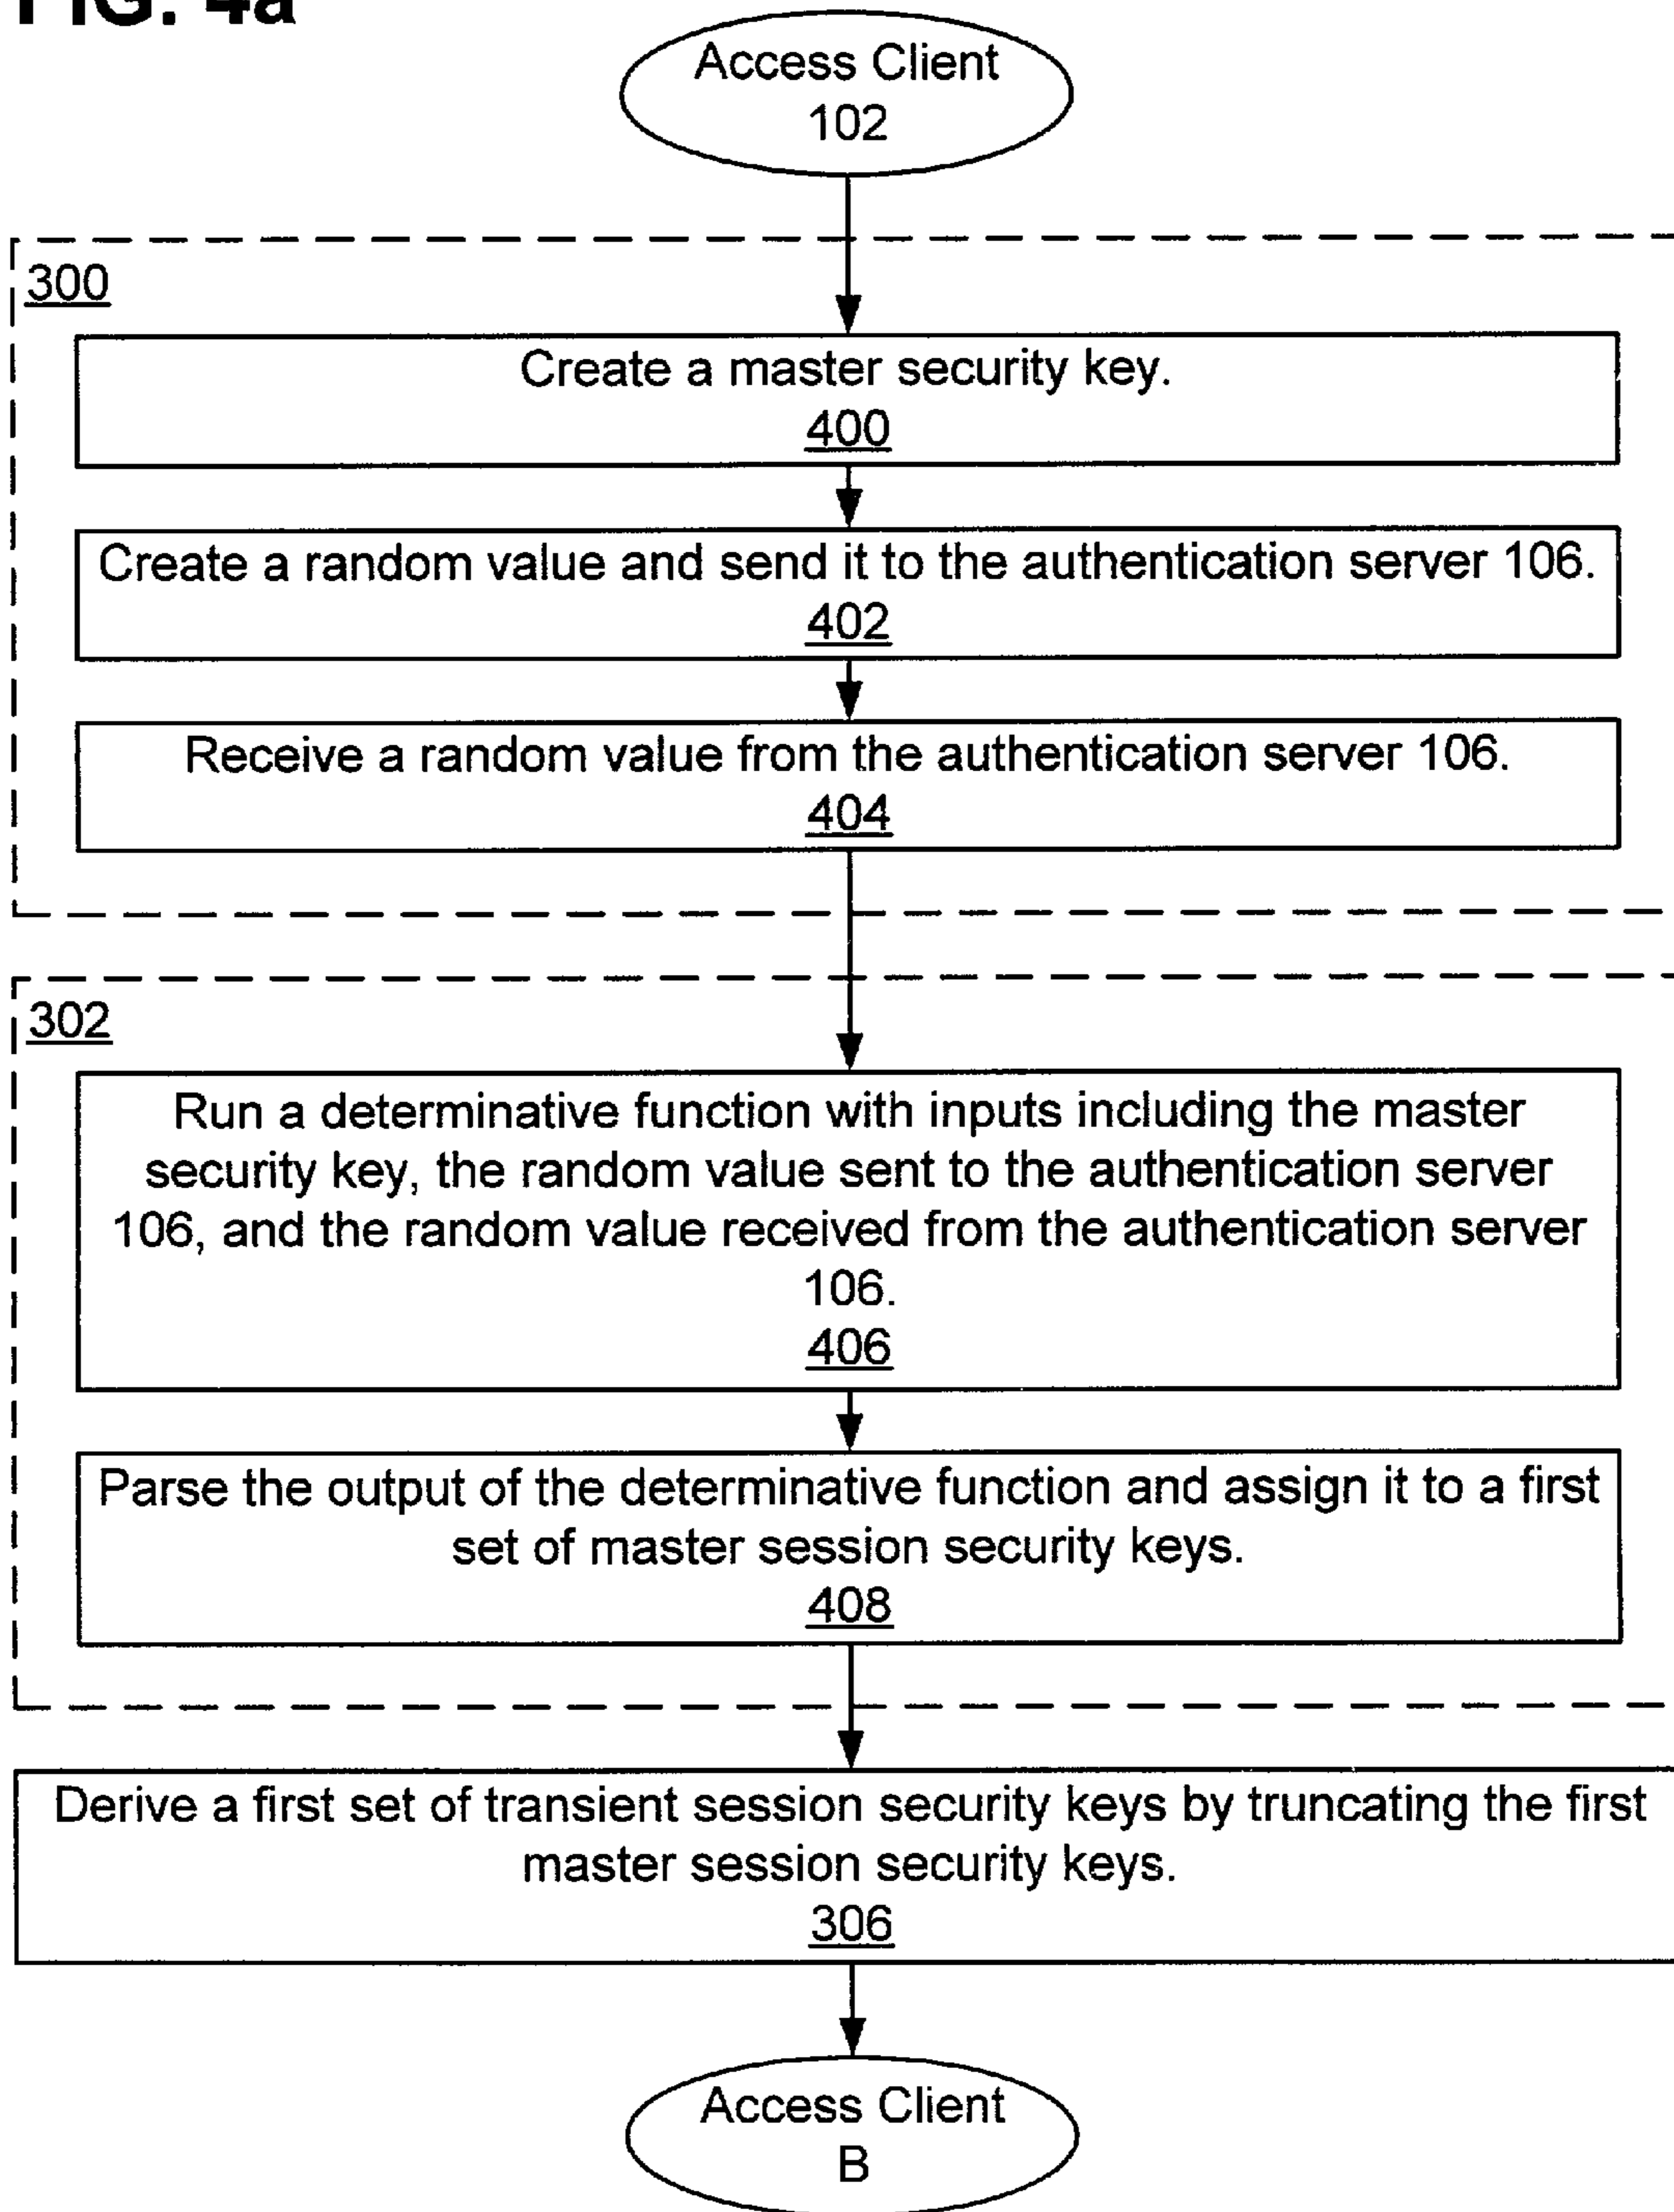 FIG. 4a
Access Client
102
300
Create a master security key.
400
Create a random value and send it to the authentication server 106.
402
Receive a random value from the authentication server 106.
404
302
Run a determinative function with inputs including the master
security key, the random value sent to the authentication server
106, and the random value received from the authentication server
106.
406
Parse the output of the determinative function and assign it to a first
set of master session security keys.
408
Derive a first set of transient session security keys by truncating the first
master session security keys.
306
Access Client
B